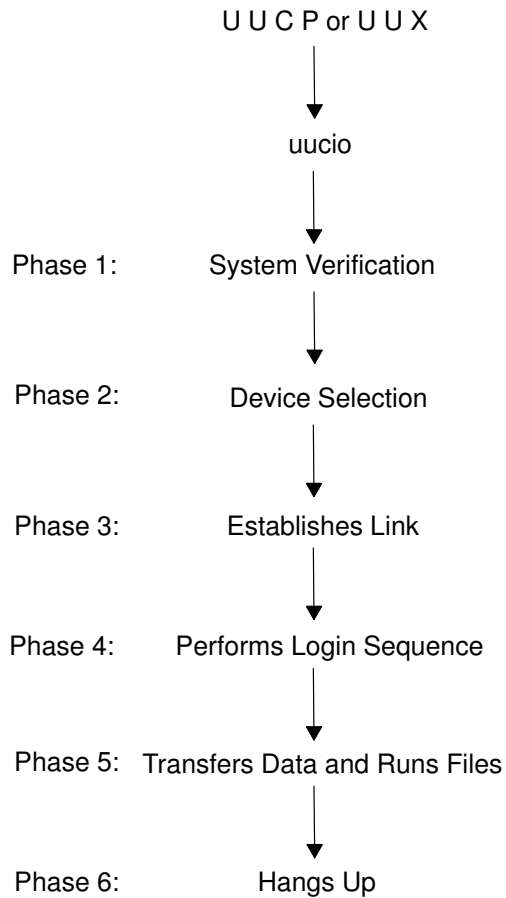 U U C P or U U X
uucio
Phase 1: System Verification
Phase 2: Device Selection
Phase 3: Establishes Link
Phase 4: Performs Login Sequence
Phase 5: Transfers Data and Runs Files
Phase 6: Hangs Up